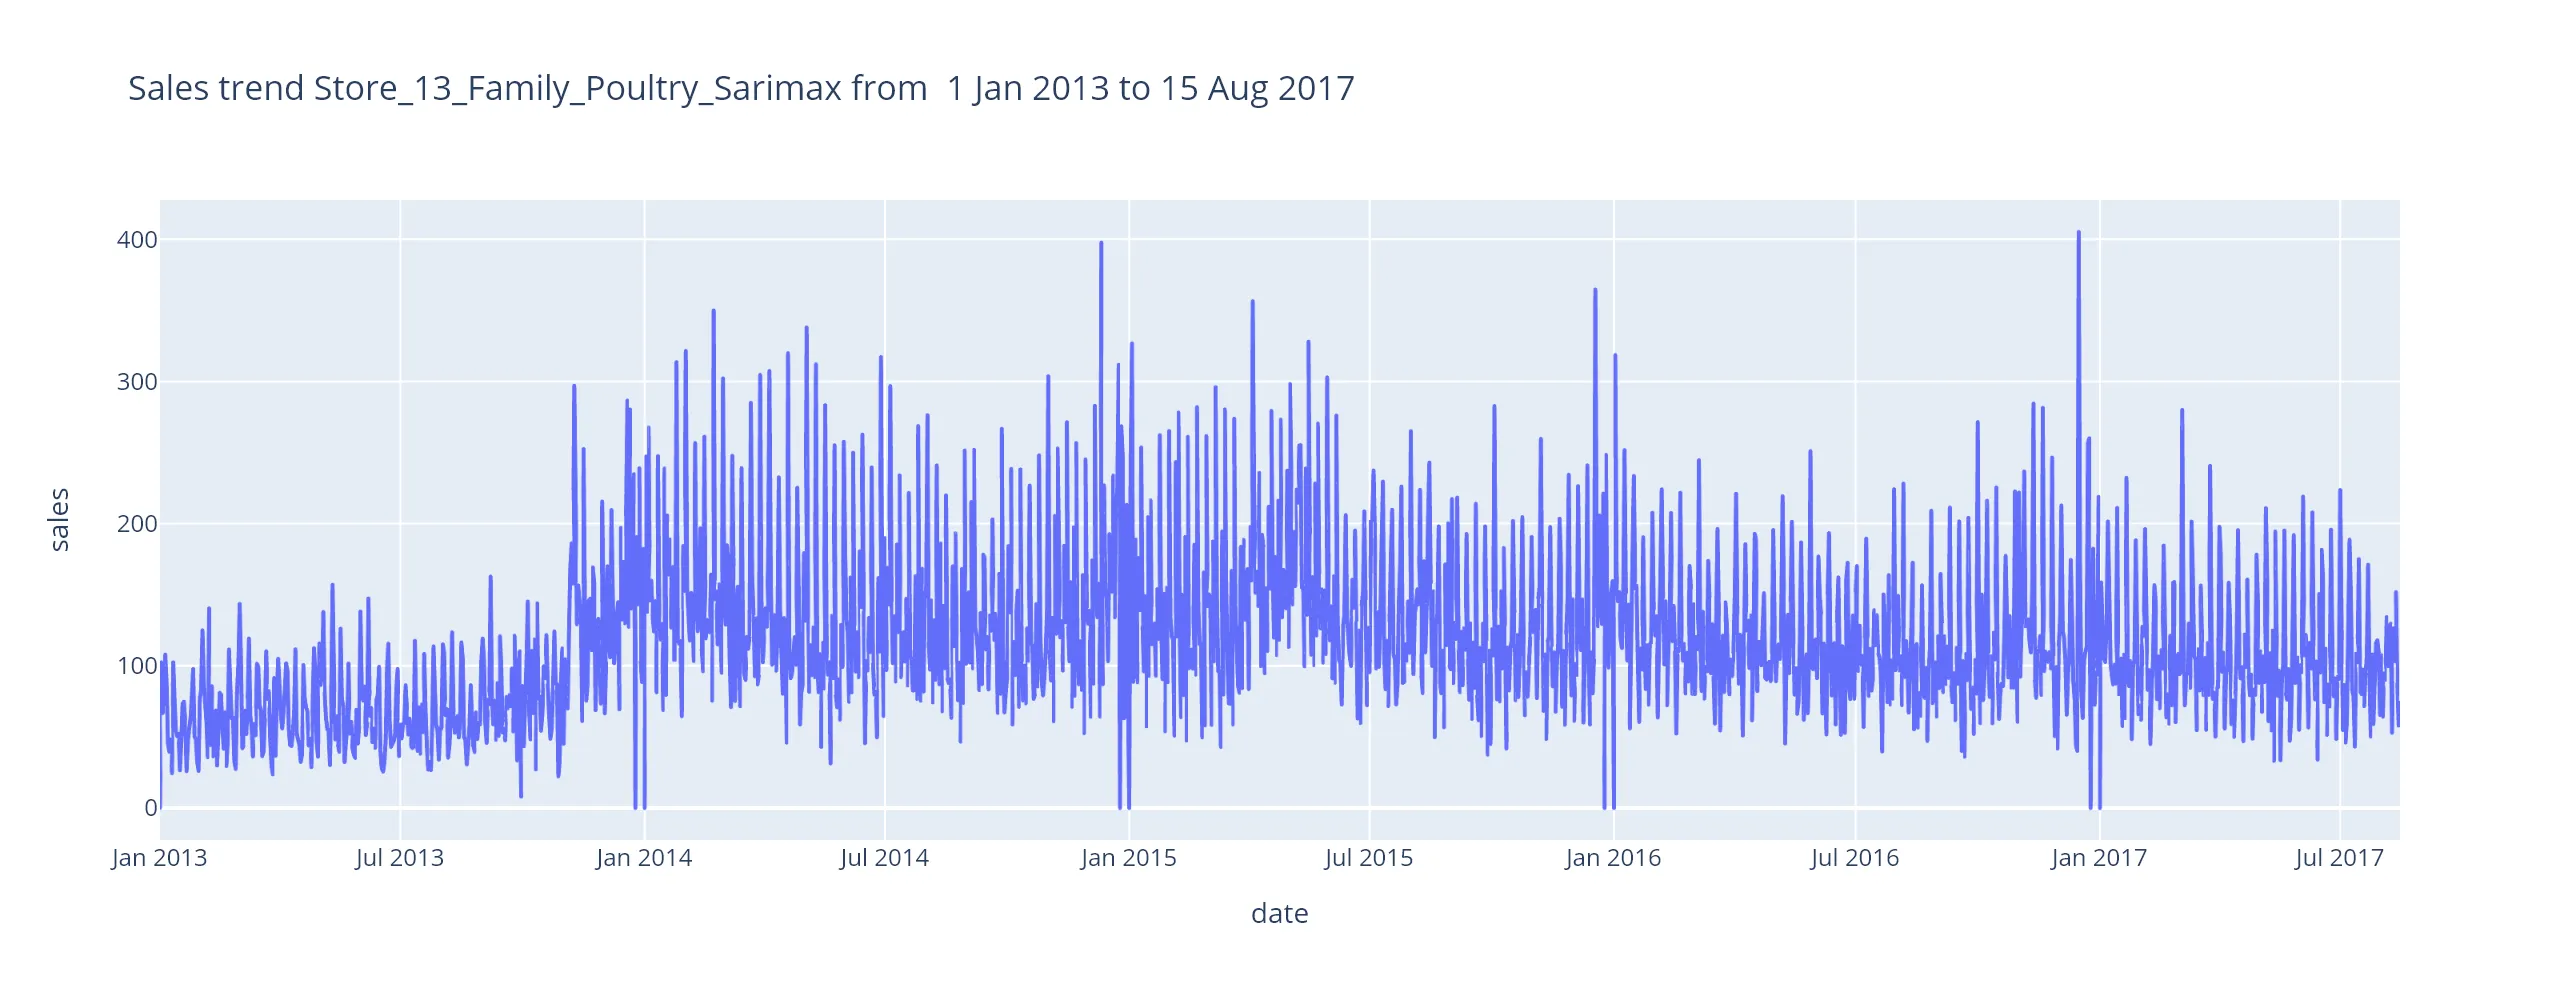 Sales trend Store_13_Family_Poultry_Sarimax from  1 Jan 2013 to 15 Aug 2017
sales
400
300
200
100
0
Jan 2013 Jul 2013 Jan 2014 Jul 2014 Jan 2015 Jul 2015 Jan 2016 Jul 2016 Jan 2017 Jul 2017
date